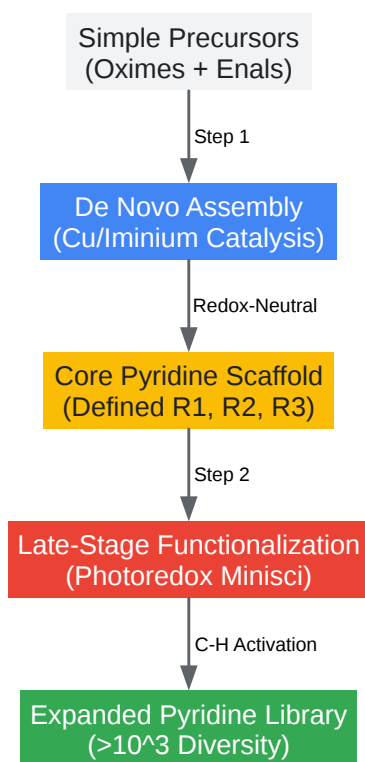 Simple Precursors
(Oximes + Enals)
Step 1
De Novo Assembly
(Cu/Iminium Catalysis)
Redox-Neutral
Core Pyridine Scaffold
(Defined R1, R2, R3)
Step 2
Late-Stage Functionalization
(Photoredox Minisci)
C-H Activation
Expanded Pyridine Library
(>10^3 Diversity)